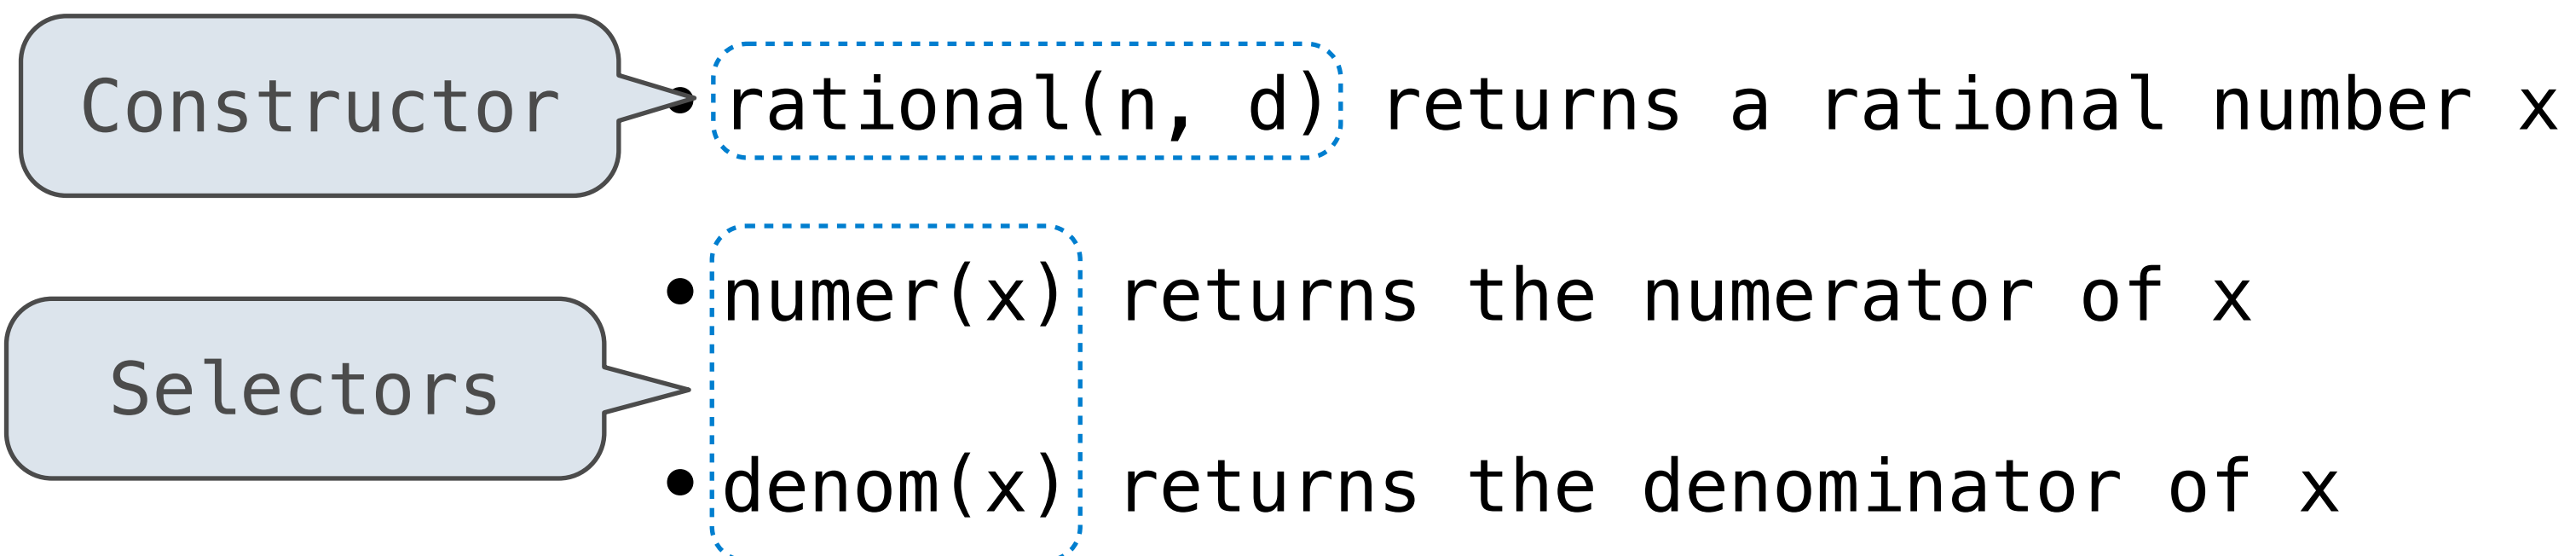 Constructor
• rational(n, d) returns a rational number x
• numer(x) returns the numerator of x
Selectors
• denom(x) returns the denominator of x